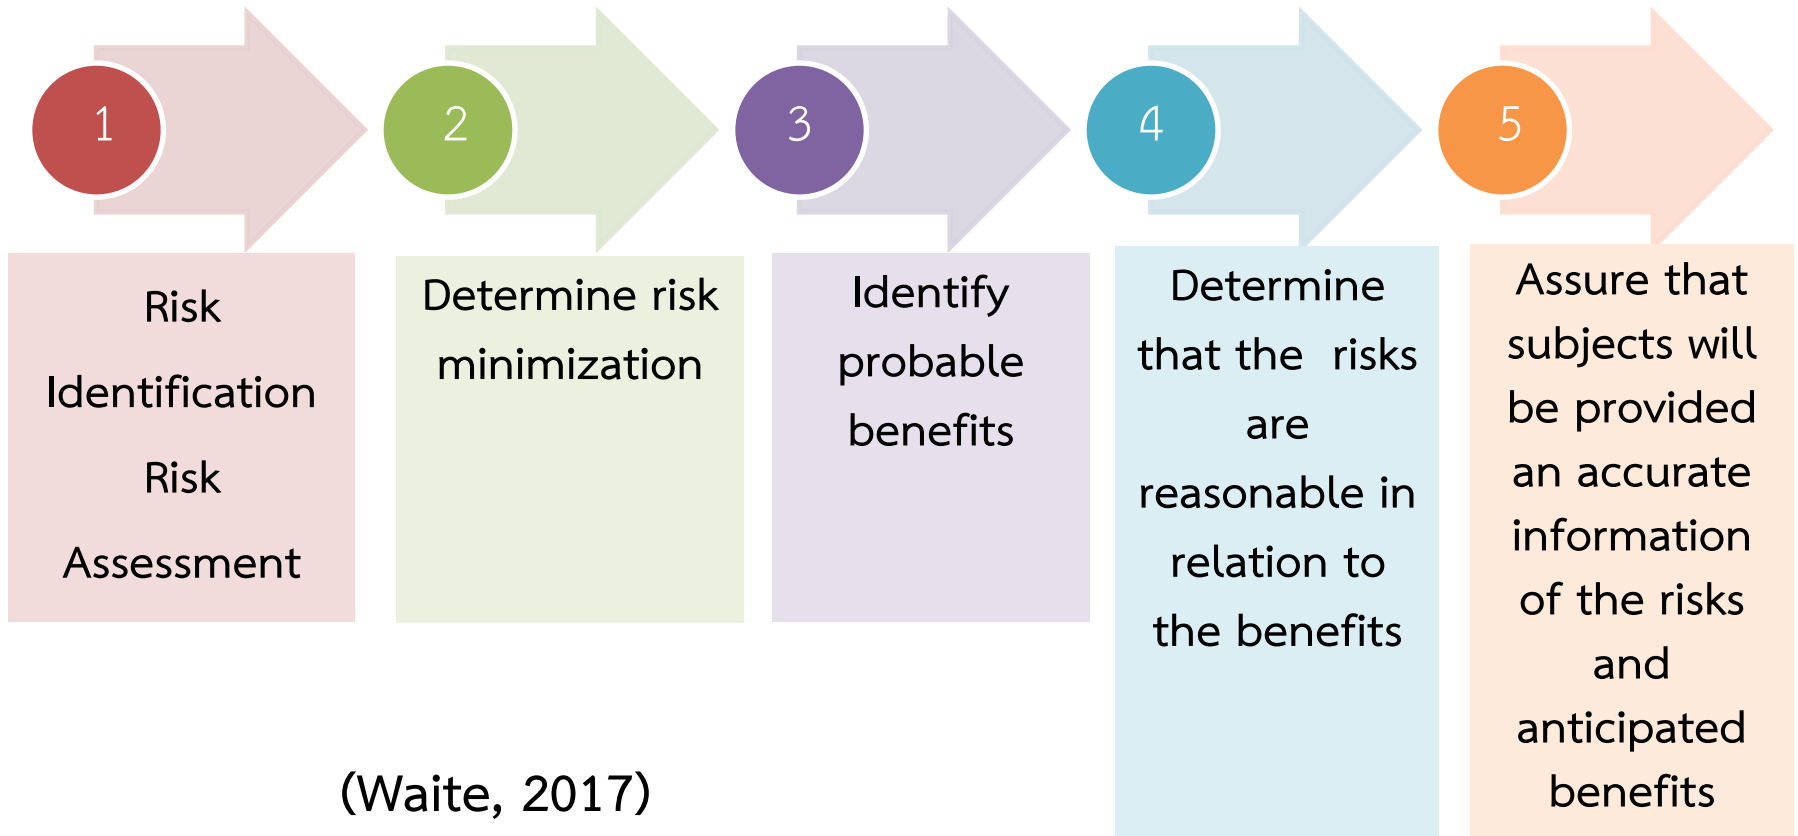 1
Risk
Identification
Risk
Assessment
2
Determine risk
minimization
3
Identify
probable
benefits
4
Determine
that the  risks
are
reasonable in
relation to
the benefits
5
Assure that
subjects will
be provided
an accurate
information
of the risks
and
anticipated
benefits
(Waite, 2017)